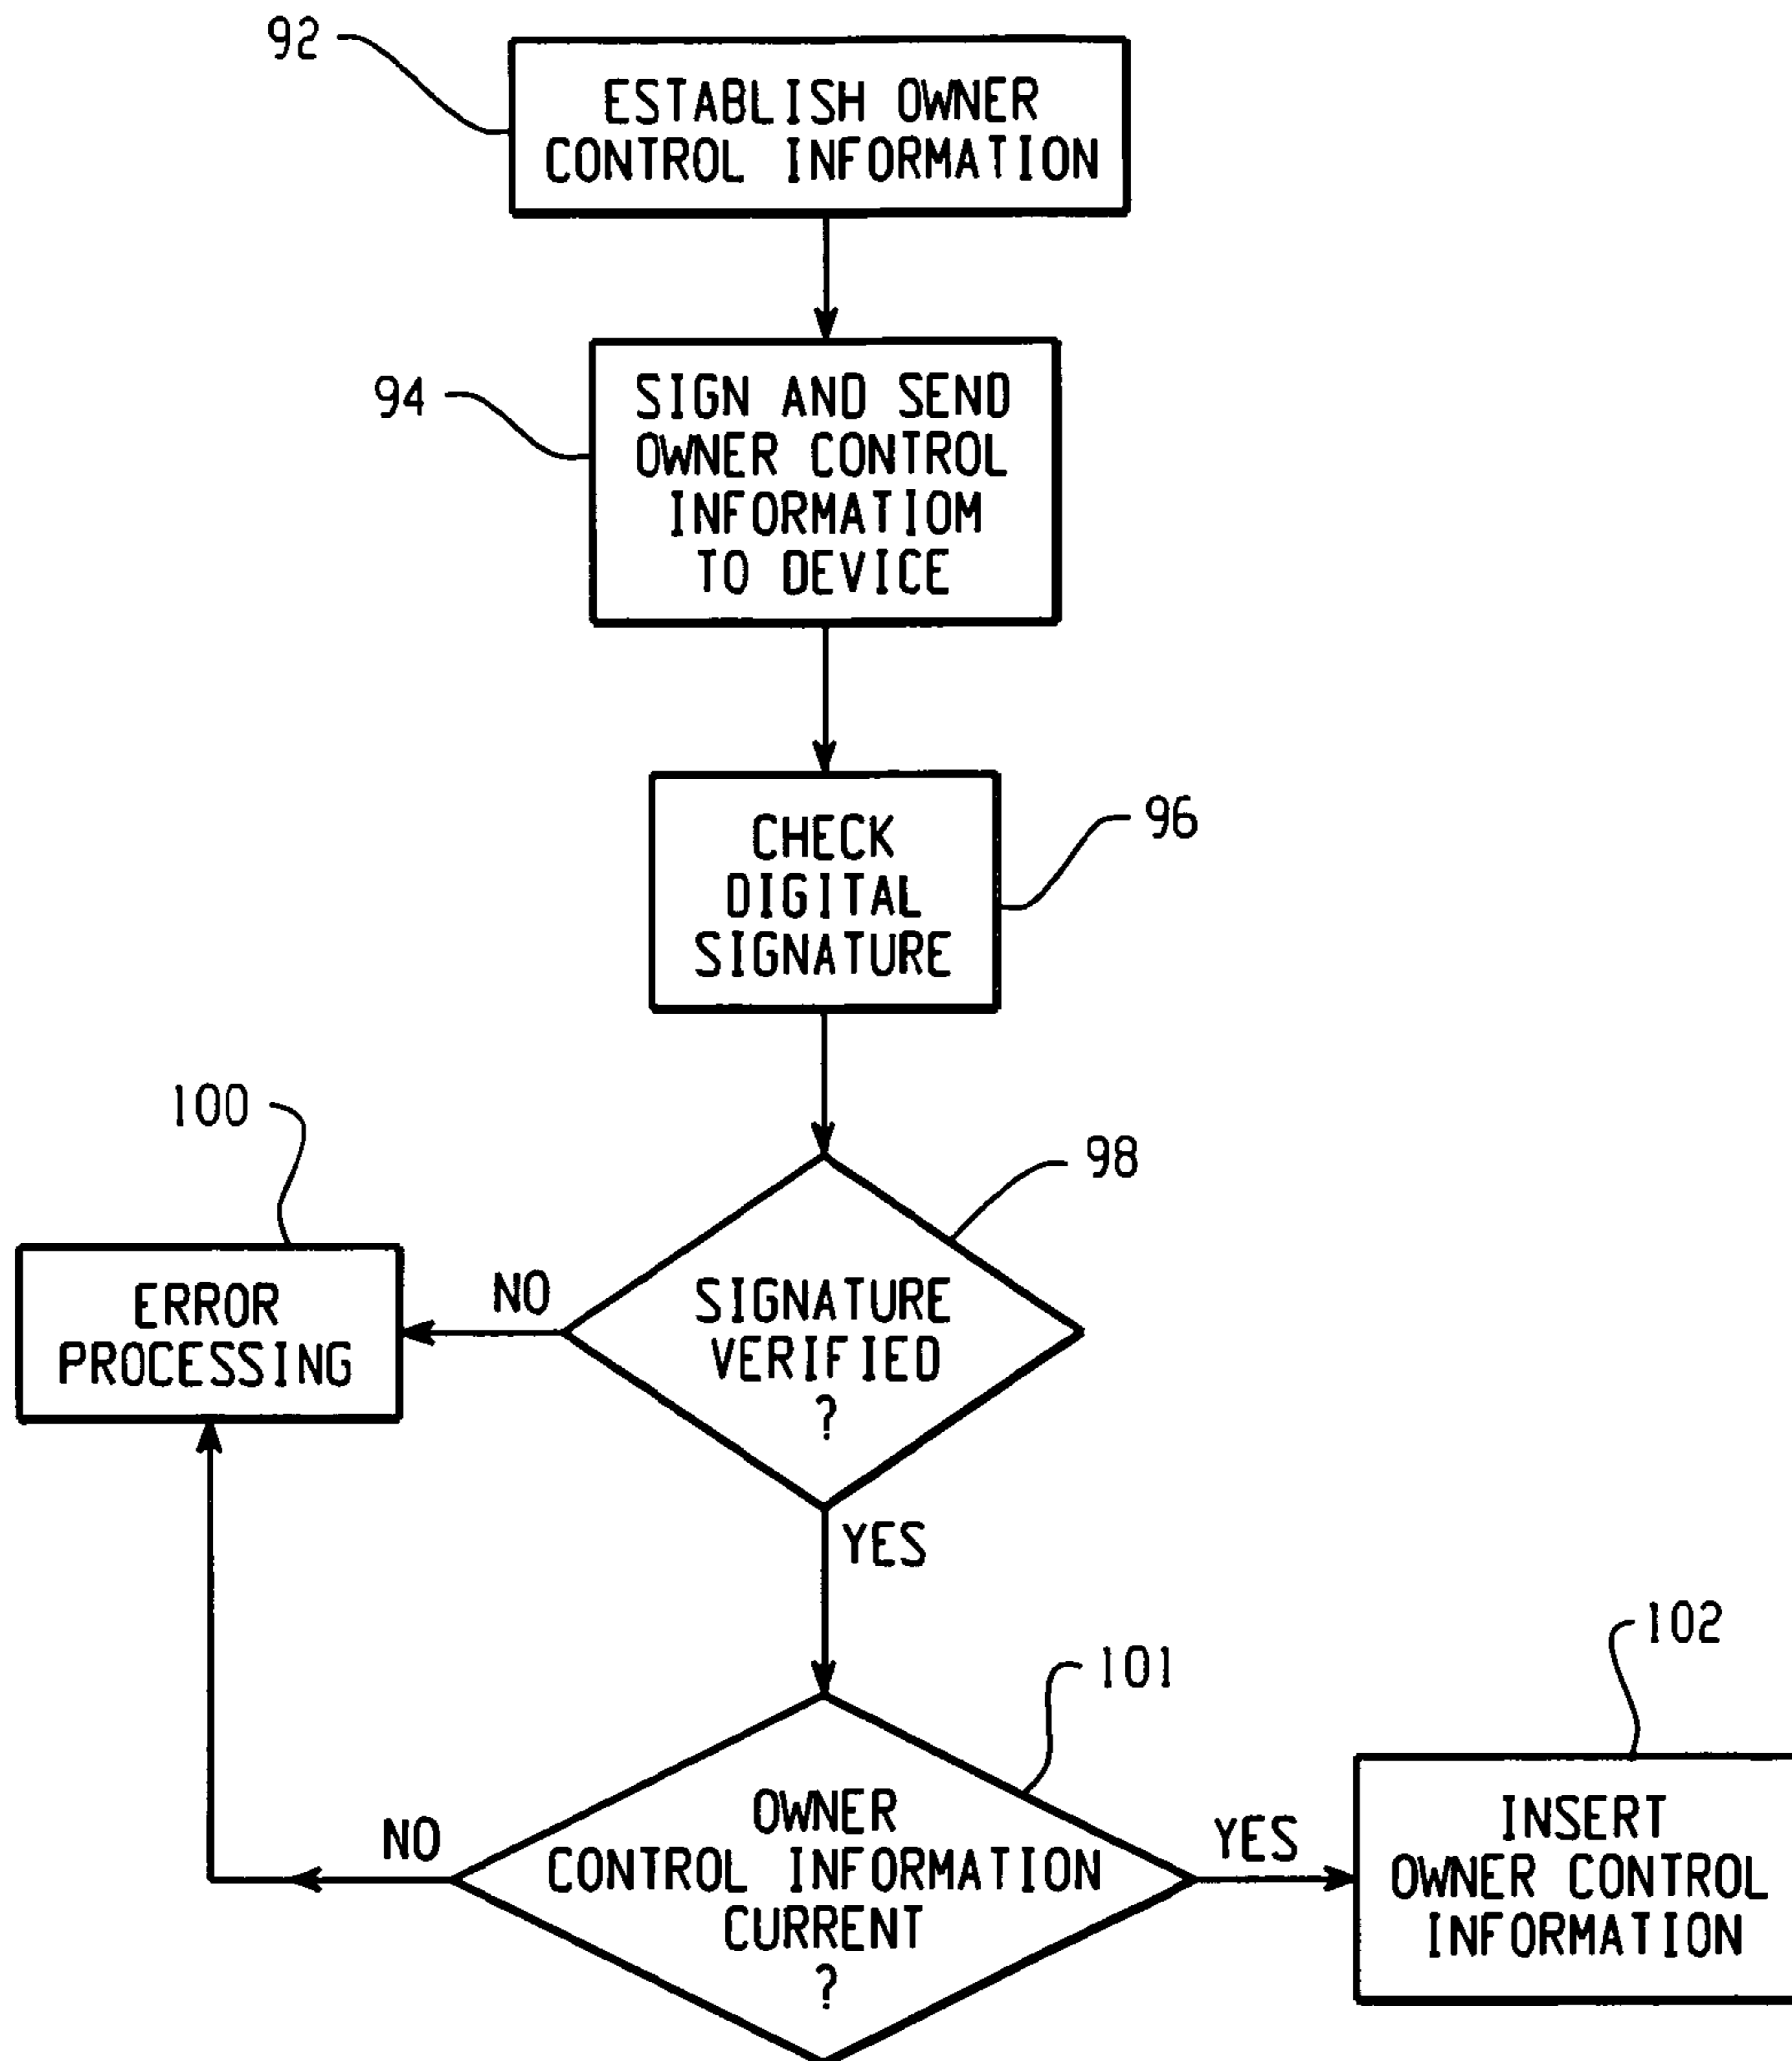 92
ESTABLISH OWNER
CONTROL INFORMATION
94
SIGN AND SEND
OWNER CONTROL
INFORMATIOM
TO DEVICE
96
CHECK
DIGITAL
SIGNATURE
100
98
ERROR
PROCESSING
NO
SIGNATURE
VERIFIED
?
YES
101
102
NO
OWNER
CONTROL INFORMATION
CURRENT
?
YES
INSERT
OWNER CONTROL
INFORMATION